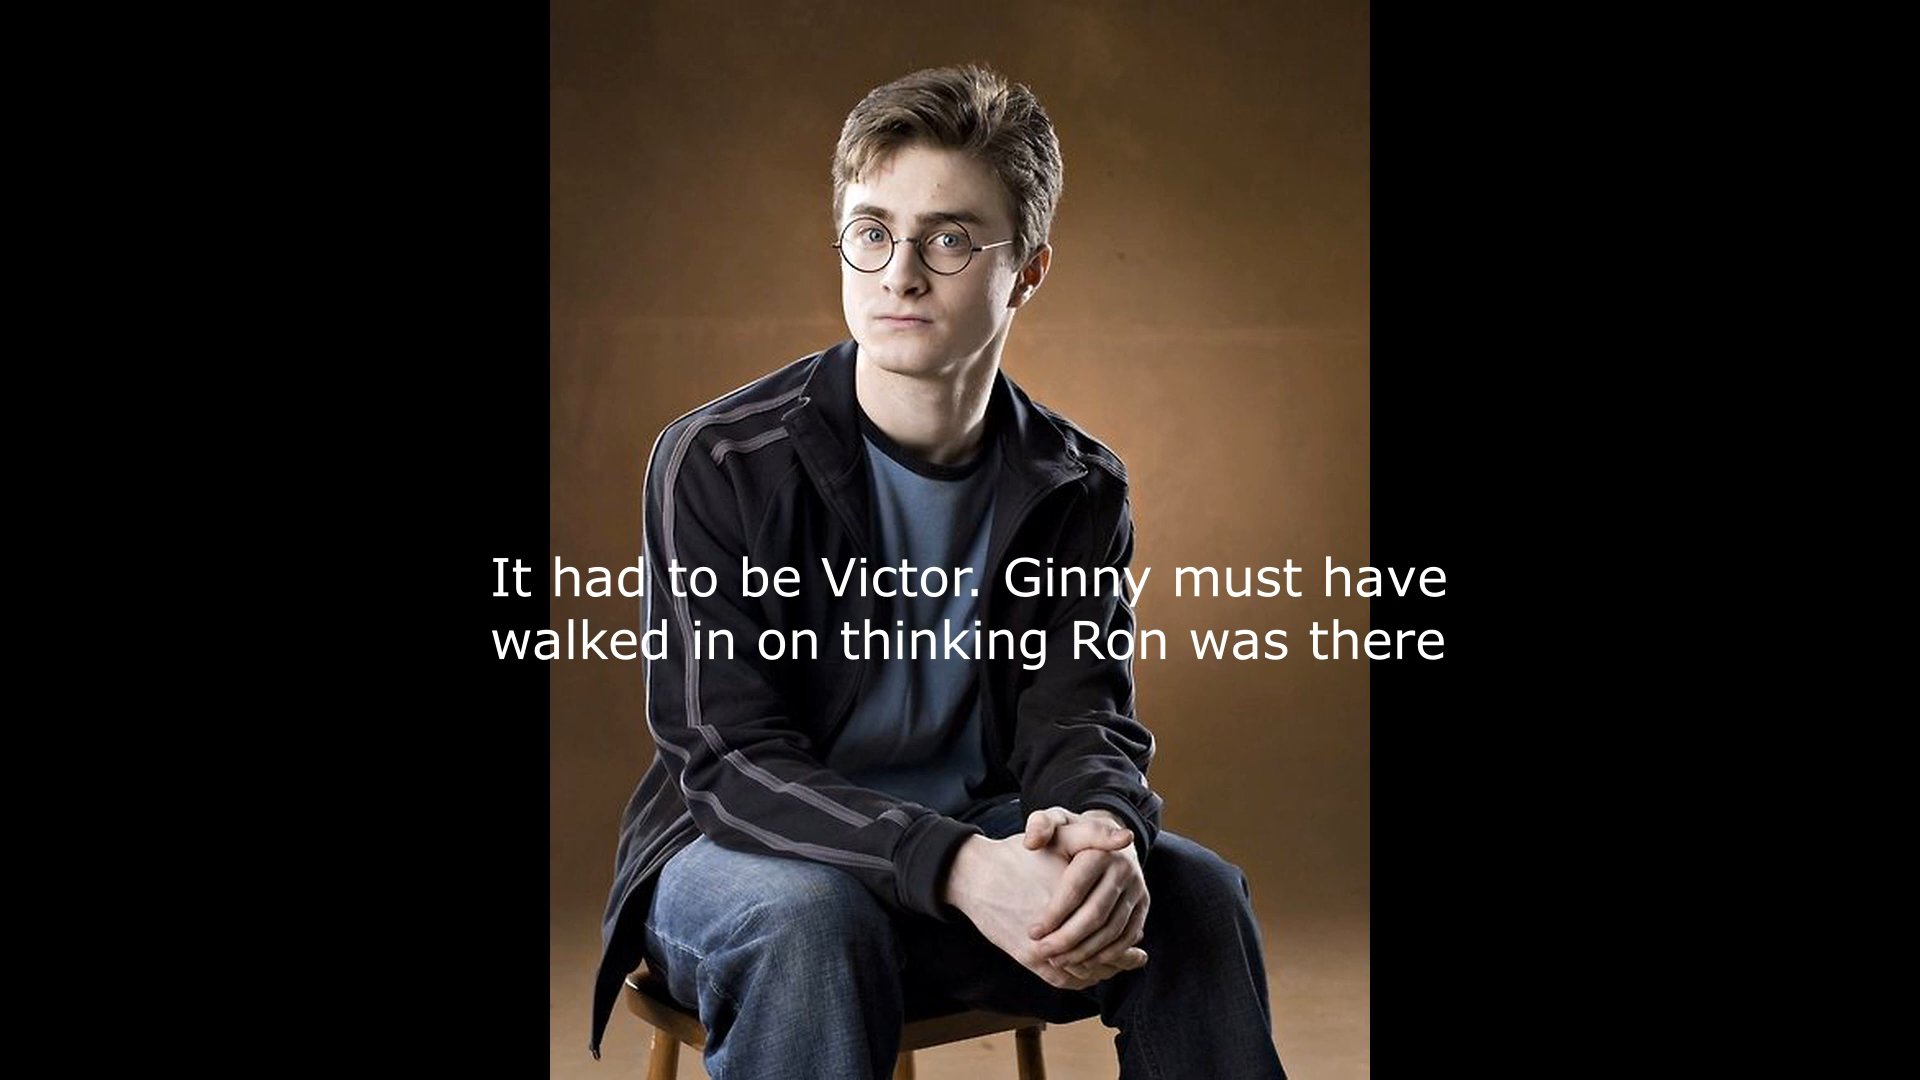 It had to be Victor. Ginny must have
walked in on thinking Ron was there